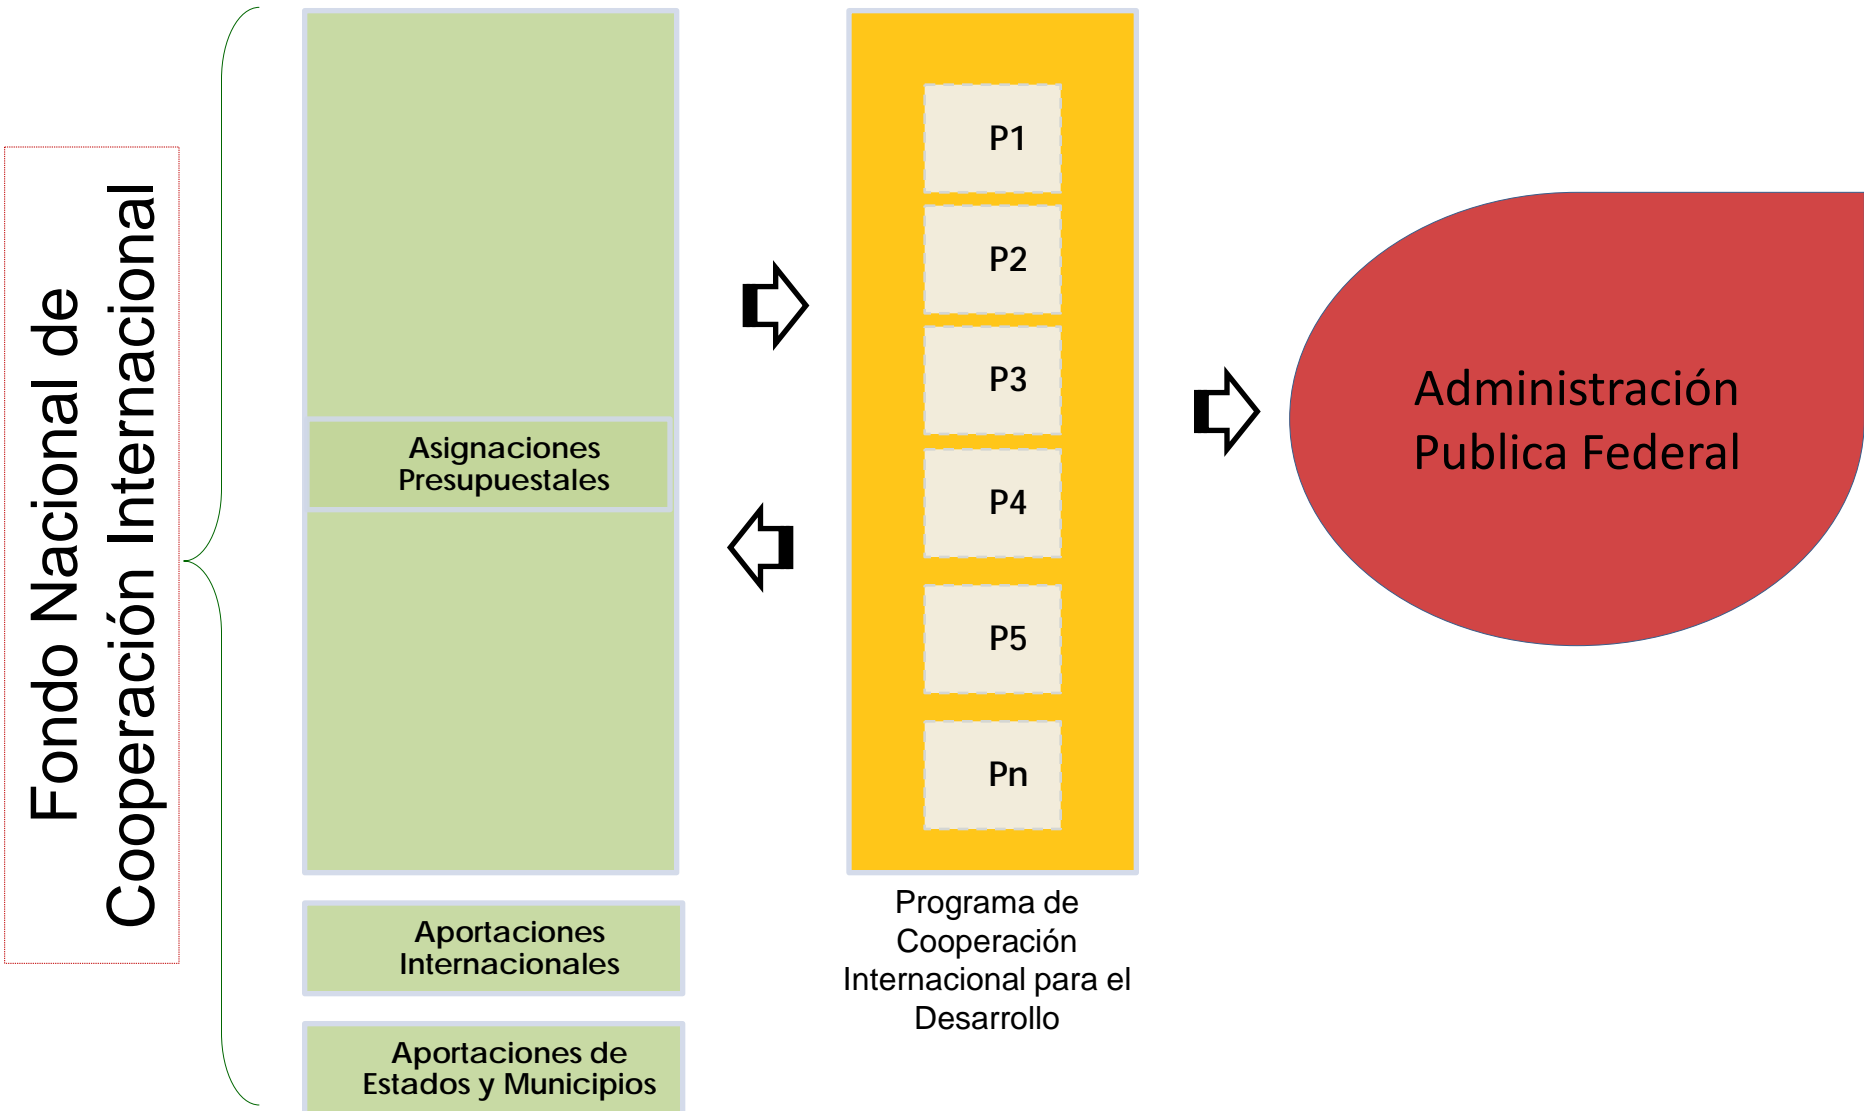 Fondo Nacional de
Cooperación Internacional
Asignaciones
Presupuestales
Aportaciones
Internacionales
Aportaciones de
Estados y Municipios
P1
P2
P3
P4
P5
Pn
Programa de
Cooperación
Internacional para el
Desarrollo
Administración
Publica Federal